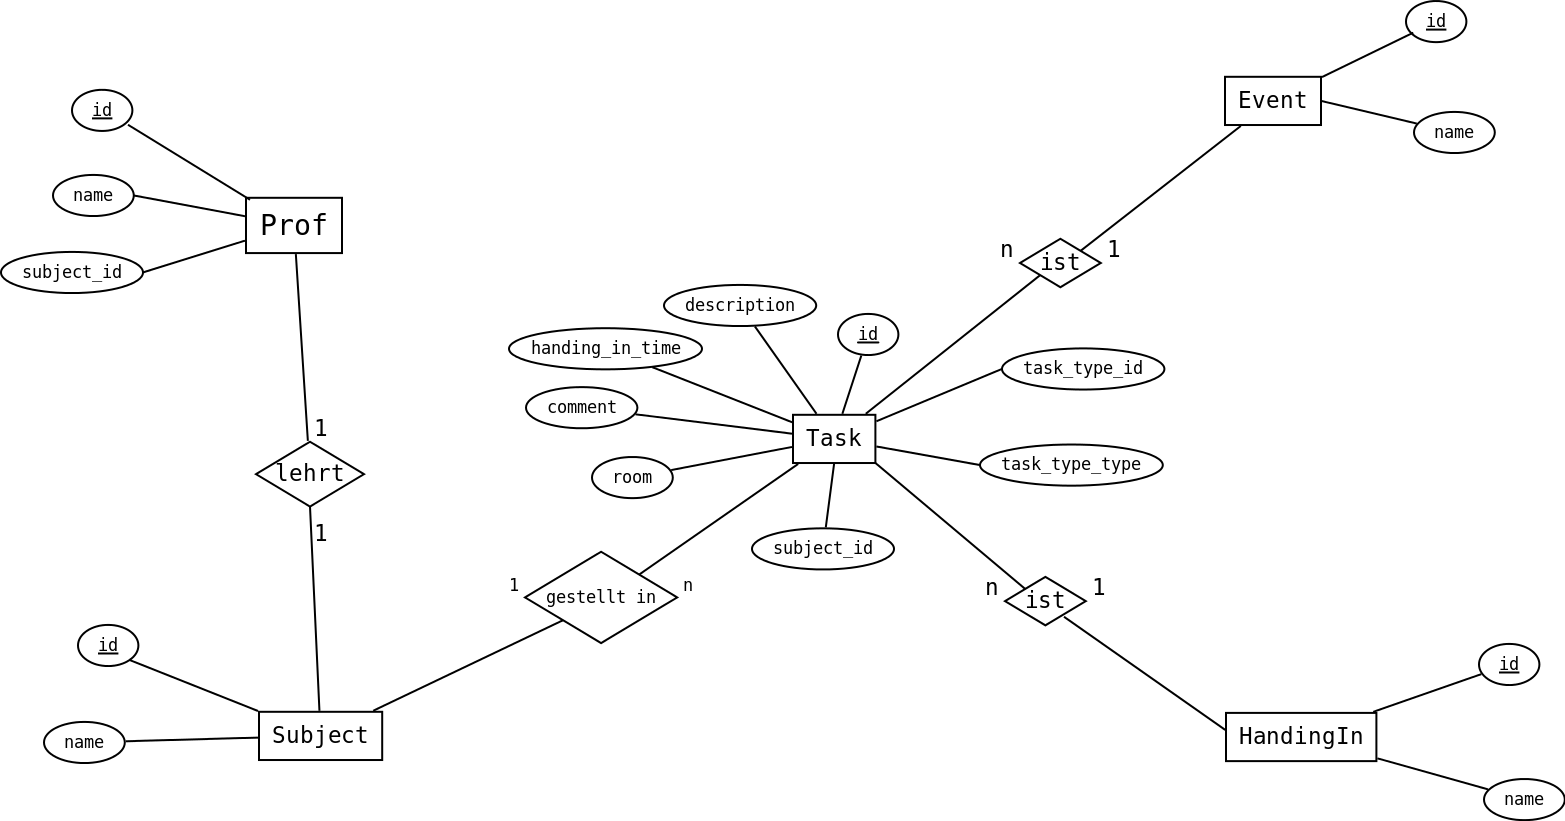 id
Event
name
id
name
Prof
subject_id
n
ist
1
description
id
handing_in_time
task_type_id
comment
Task
task_type_type
room
subject_id
1
lehrt
1
1
gestellt in
n
n
ist
1
id
name
Subject
id
HandingIn
name